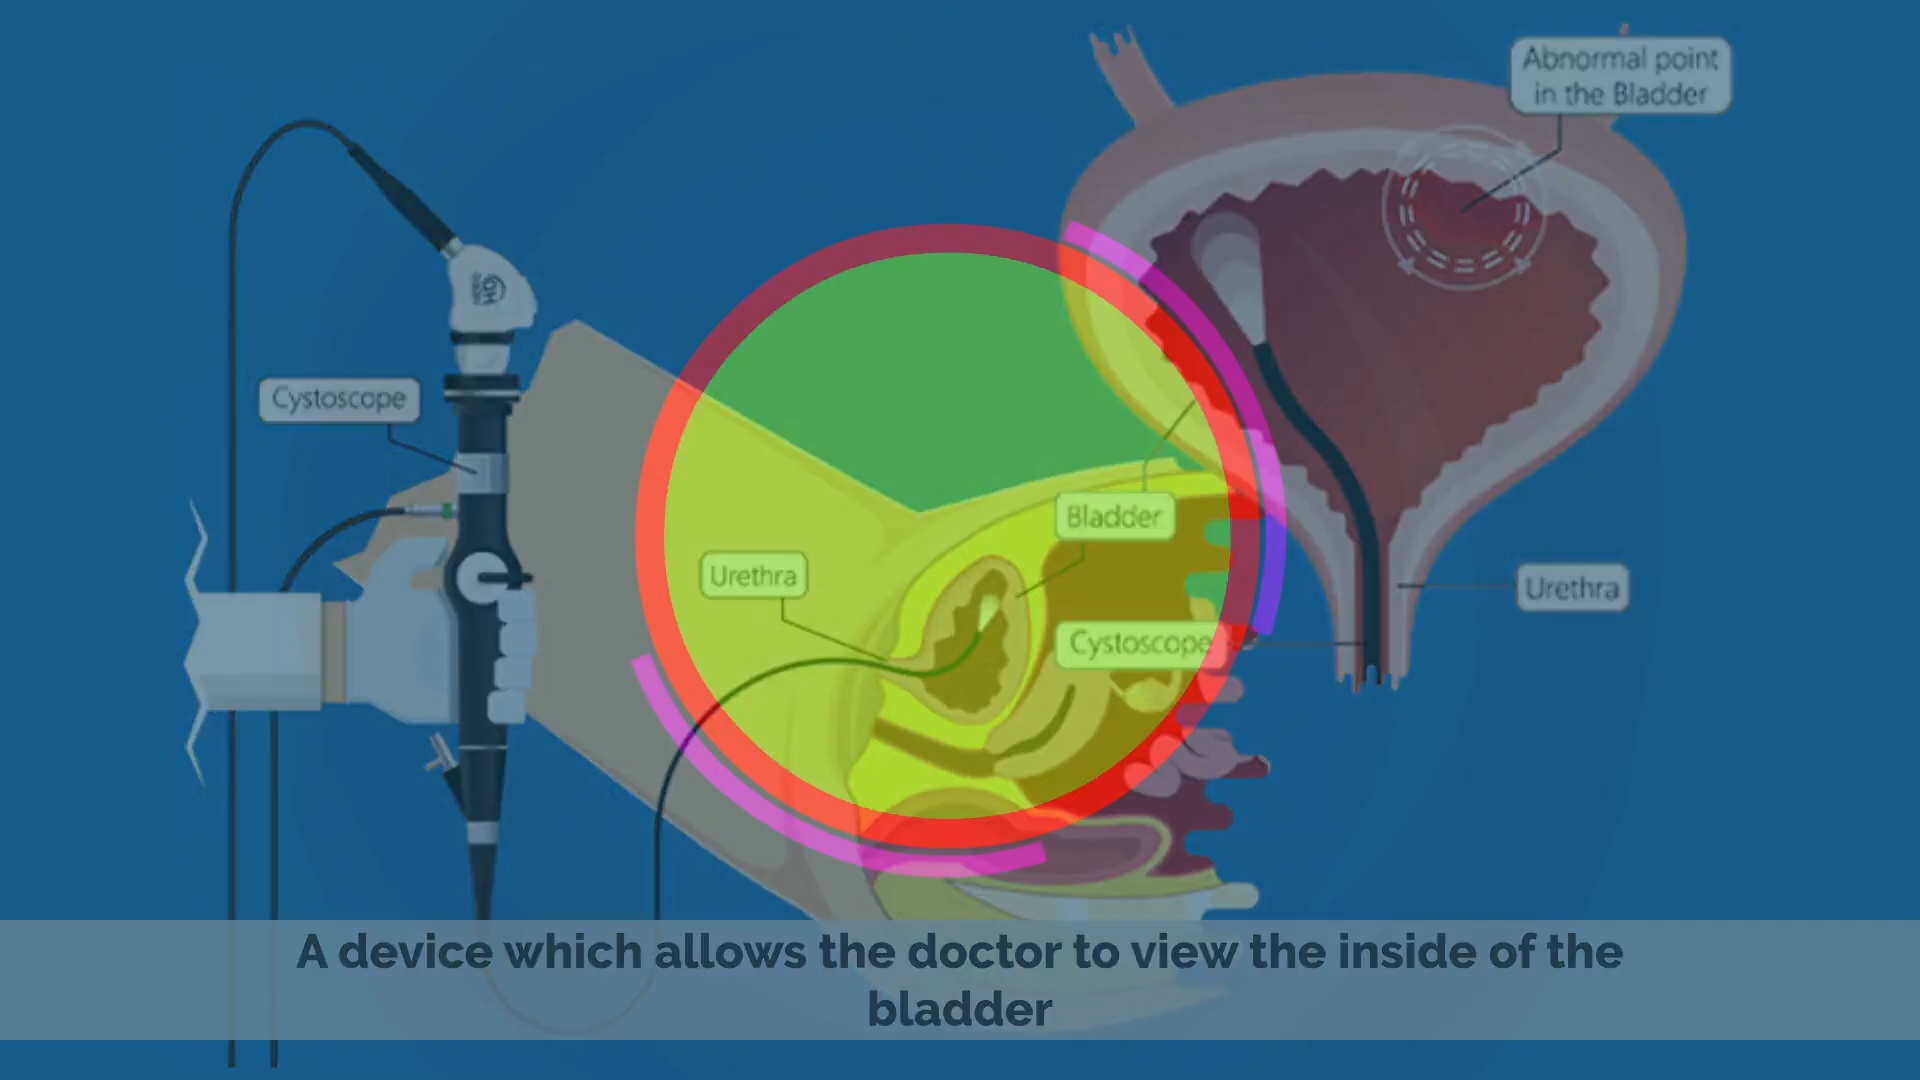 Abnormal point
in the Bladder
Cystoscope
Bladder
Urethra
Urethra
Cystoscope
A device which allows the doctor to view the inside of the
bladder